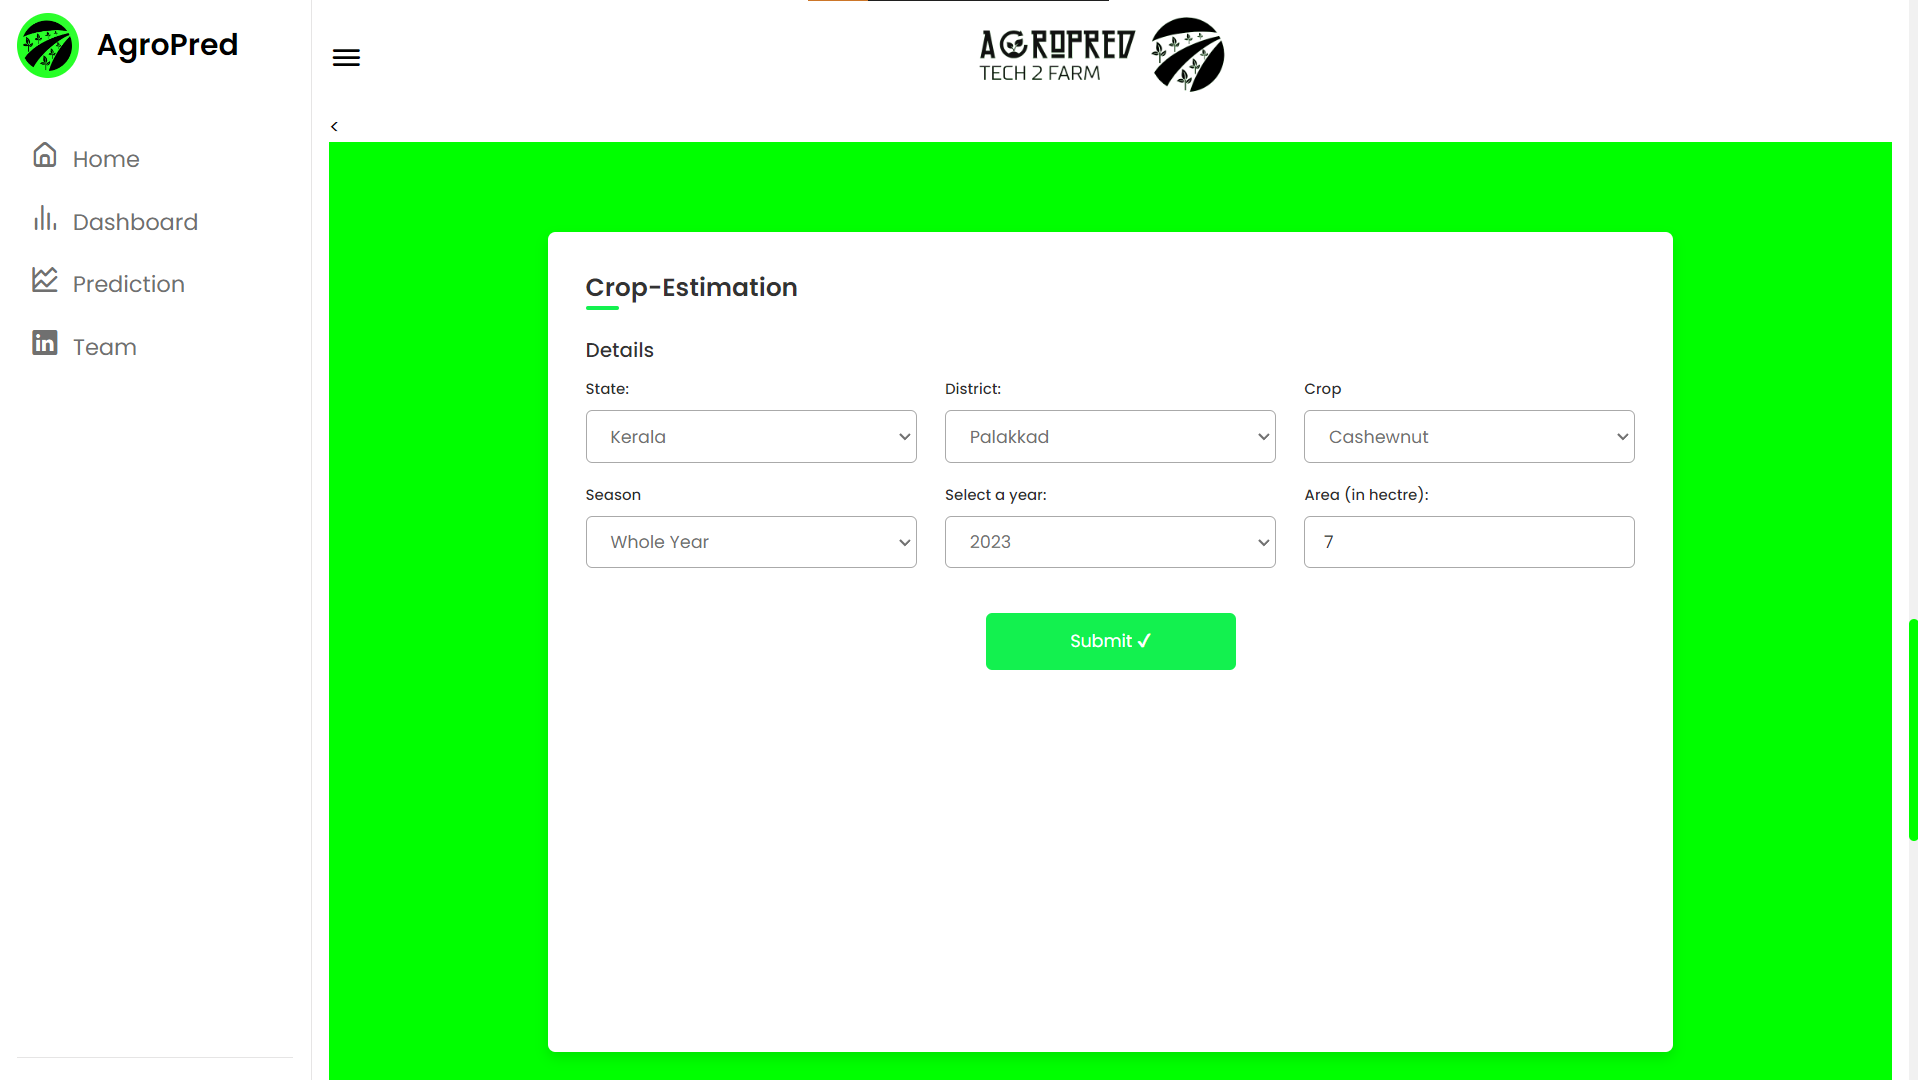 AgroPred
Home
Dashboard
Prediction
Team
AGROPRED
TECH 2 FARM
<
Crop-Estimation
Details
State: District: Crop
Kerala Palakkad Cashewnut
Season Select a year: Area (in hectre):
Whole Year 2023 7
Submit ✓